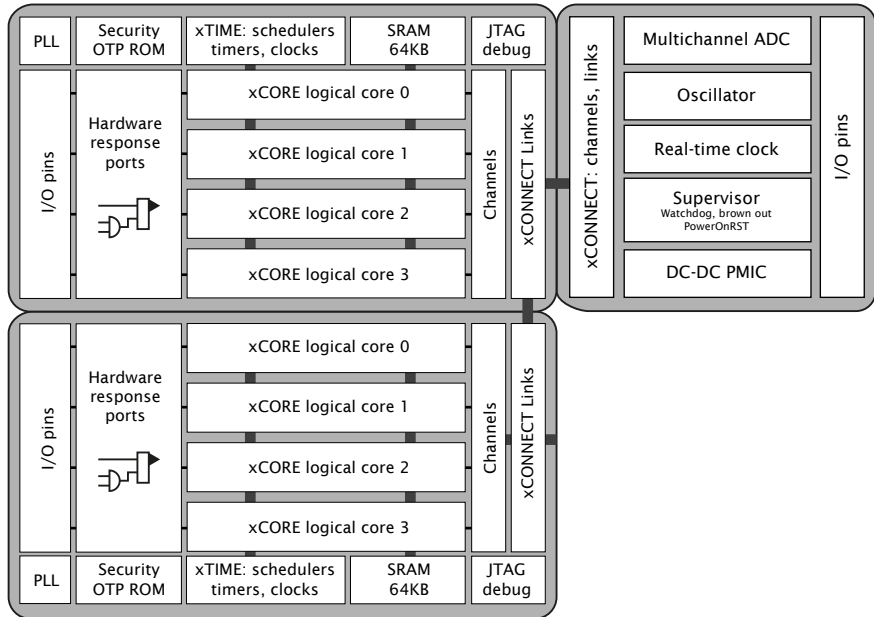 PLL
Security
OTP ROM
xTIME: schedulers
timers, clocks
SRAM
64KB
JTAG
debug
I/O pins
Hardware
response
ports
xCORE logical core 0
xCORE logical core 1
xCORE logical core 2
xCORE logical core 3
Channels
xCONNECT Links
xCONNECT: channels, links
Multichannel ADC
Oscillator
Real-time clock
Supervisor
Watchdog, brown out
PowerOnRST
DC-DC PMIC
I/O pins
I/O pins
Hardware
response
ports
xCORE logical core 0
xCORE logical core 1
xCORE logical core 2
xCORE logical core 3
Channels
xCONNECT Links
PLL
Security
OTP ROM
xTIME: schedulers
timers, clocks
SRAM
64KB
JTAG
debug